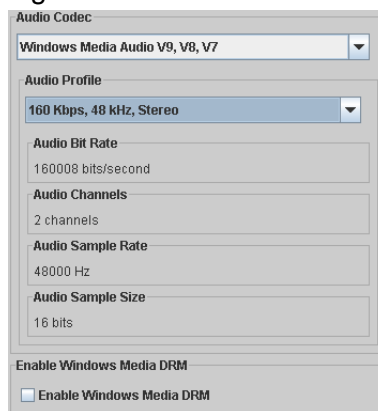 Audio Codec
Windows Media Audio V9, V8, V7
Audio Profile
160 Kbps, 48 kHz, Stereo
Audio Bit Rate
160008 bits/second
Audio Channels
2 channels
Audio Sample Rate
48000 Hz
Audio Sample Size
16 bits
Enable Windows Media DRM
Enable Windows Media DRM